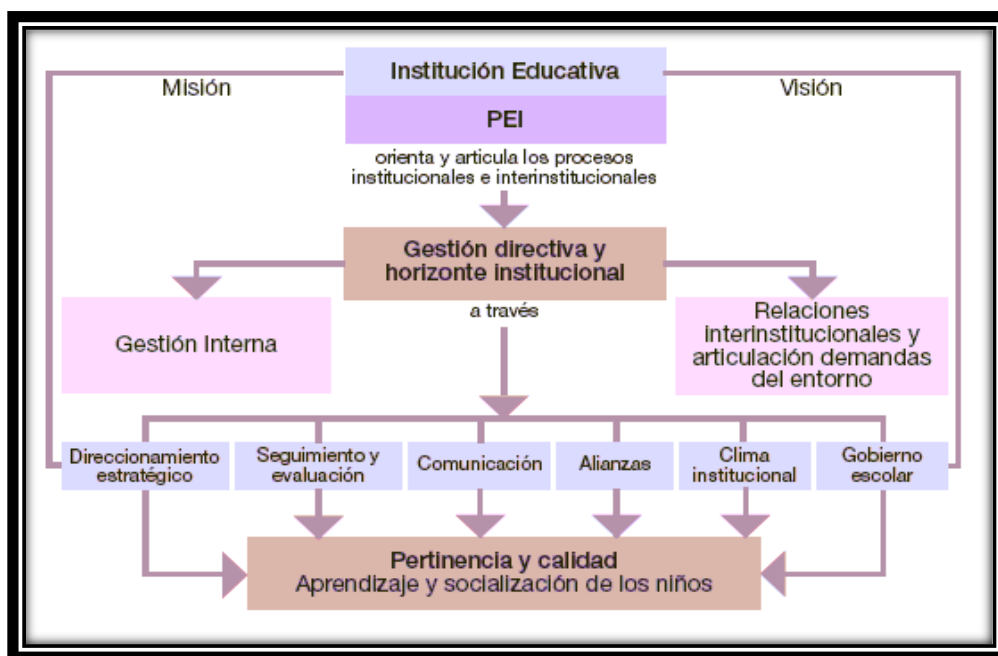 Institución Educativa
Misión
Visión
PEI
orienta y articula los procesos
institucionales e interinstitucionales
Gestión directiva y
horizonte institucional
a través
Gestión Interna
Relaciones
interinstitucionales y
articulación demandas
del entorno
Direccionamiento
estratégico
Seguimiento y
evaluación
Comunicación
Alianzas
Clima
institucional
Gobierno
escolar
Pertinencia y calidad
Aprendizaje y socialización de los niños